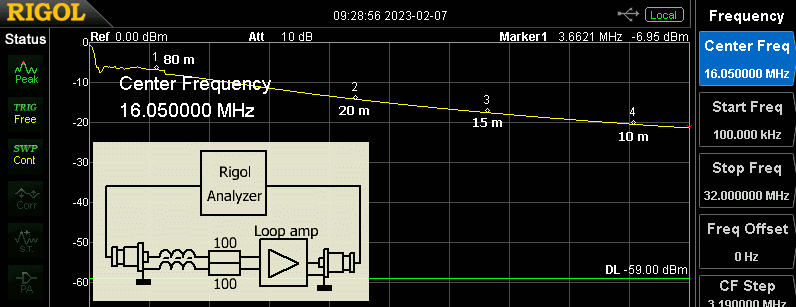 RIGOL
09:28:56 2023-02-07
Local
Frequency
Status
Ref 0.00 dBm
Att 10 dB
Marker1 3.6621 MHz -6.95 dBm
Center Freq
16.050000 MHz
Peak
TRIG
Free
SWP
Cont
Corr
S.T.
PA
0
-10
-20
-30
-40
-50
-60
1
80 m
Center Frequency
16.050000 MHz
2
20 m
3
15 m
4
10 m
Start Freq
100.000 kHz
Stop Freq
32.000000 MHz
Freq Offset
0 Hz
CF Step
3.190000 MHz
Rigol
Analyzer
Loop amp
100
100
DL -59.00 dBm